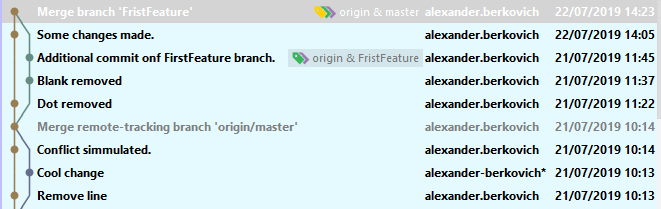 Merge branch 'FristFeature' origin & master alexander.berkovich 22/07/2019 14:23
Some changes made. alexander.berkovich 22/07/2019 14:05
Additional commit onf FirstFeature branch. origin & FristFeature alexander.berkovich 21/07/2019 11:45
Blank removed alexander.berkovich 21/07/2019 11:37
Dot removed alexander.berkovich 21/07/2019 11:22
Merge remote-tracking branch 'origin/master' alexander.berkovich 21/07/2019 10:14
Conflict simmulated. alexander.berkovich 21/07/2019 10:14
Cool change alexander-berkovich* 21/07/2019 10:13
Remove line alexander.berkovich 21/07/2019 10:13